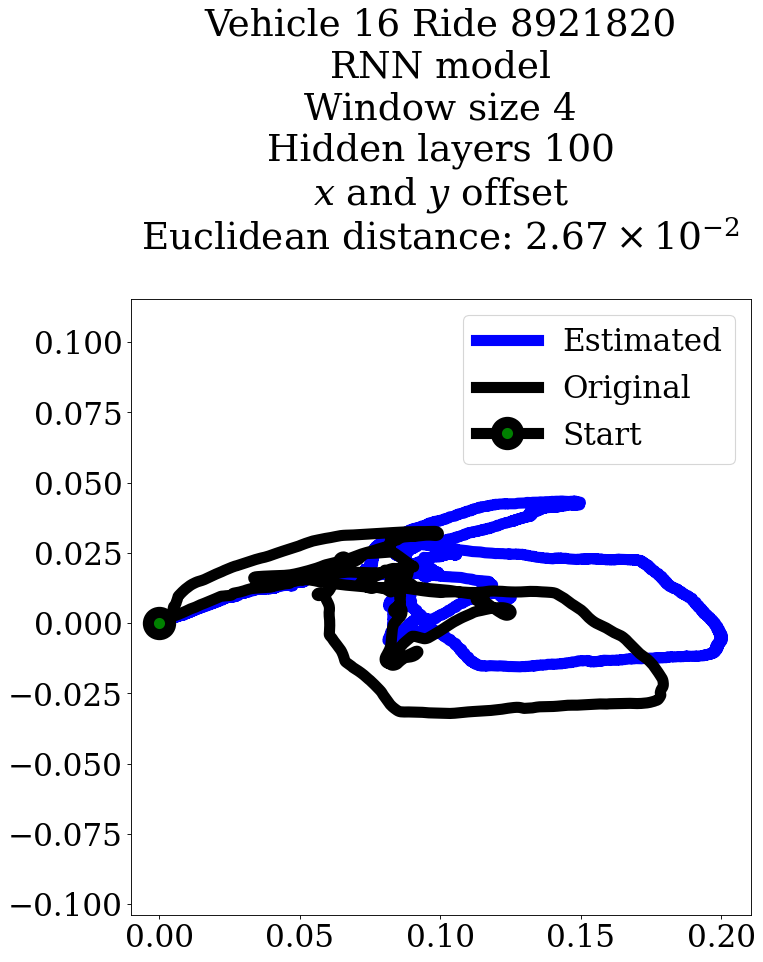 Vehicle 16 Ride 8921820
RNN model
Window size 4
Hidden layers 100
x and y offset
Euclidean distance: 2.67 × 10⁻²
Estimated
Original
Start
0.100
0.075
0.050
0.025
0.000
−0.025
−0.050
−0.075
−0.100
0.00 0.05 0.10 0.15 0.20